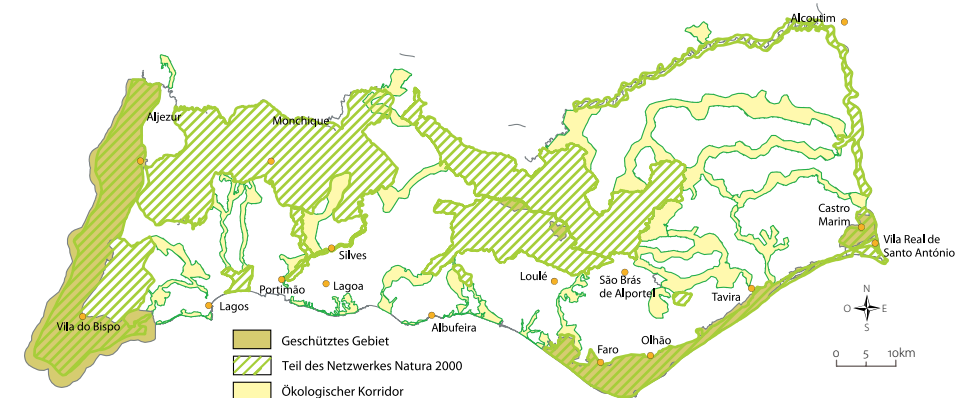 Alcoutim
Aljezur
Monchique
Castro
Marim
Vila Real de
Santo António
Silves
Loulé
São Brás
de Alportel
Portimão
Lagoa
Tavira
Lagos
Vila do Bispo
Albufeira
Faro
Olhão
N
O
E
S
0
5
10km
Geschütztes Gebiet
Teil des Netzwerkes Natura 2000
Ökologischer Korridor